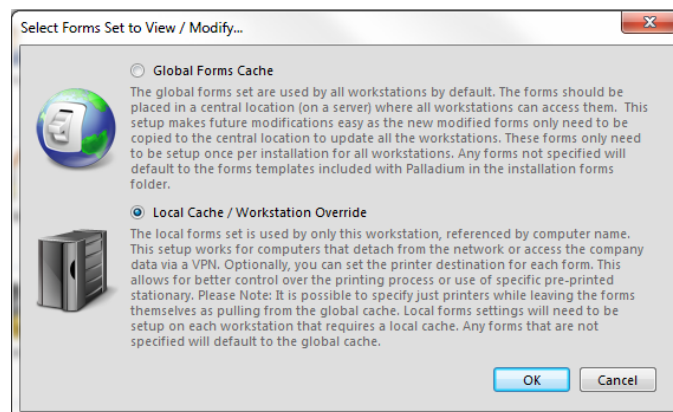 Select Forms Set to View / Modify...
Global Forms Cache
The global forms set are used by all workstations by default. The forms should be
placed in a central location (on a server) where all workstations can access them. This
setup makes future modifications easy as the new modified forms only need to be
copied to the central location to update all the workstations. These forms only need
to be setup once per installation for all workstations. Any forms not specified will
default to the forms templates included with Palladium in the installation forms
folder.
Local Cache / Workstation Override
The local forms set is used by only this workstation, referenced by computer name.
This setup works for computers that detach from the network or access the company
data via a VPN. Optionally, you can set the printer destination for each form. This
allows for better control over the printing process or use of specific pre-printed
stationary. Please Note: It is possible to specify just printers while leaving the forms
themselves as pulling from the global cache. Local forms settings will need to be
setup on each workstation that requires a local cache. Any forms that are not
specified will default to the global cache.
OK Cancel